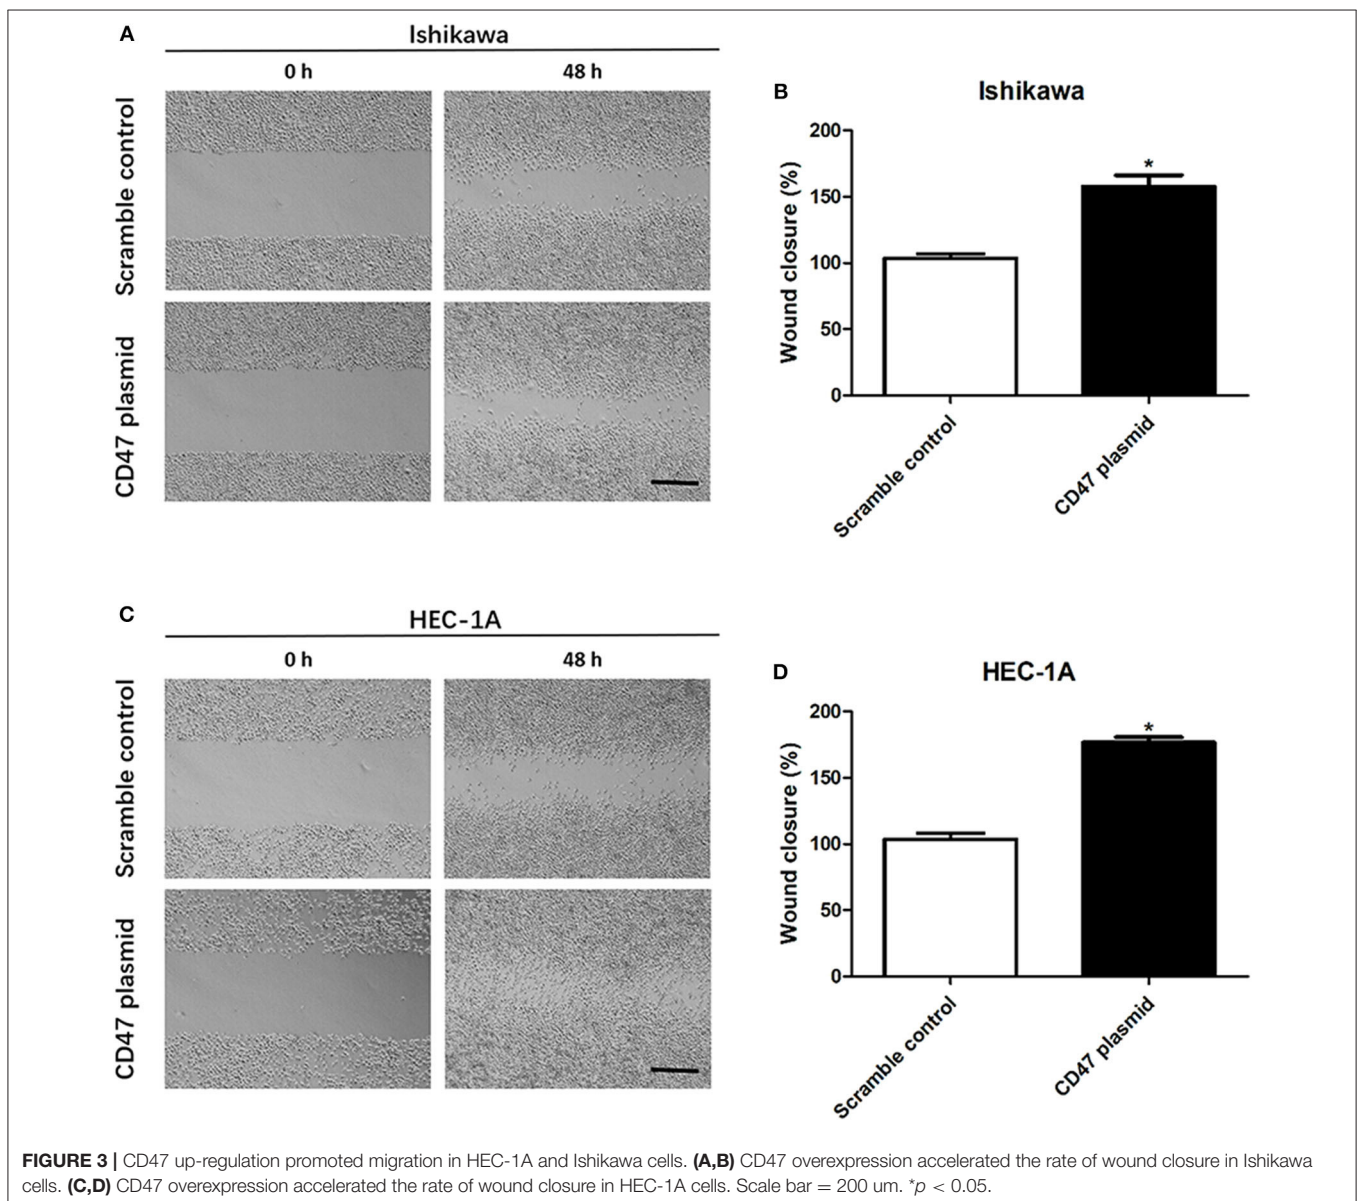 A
Ishikawa
0 h
48 h
Scramble control
CD47 plasmid
B
Ishikawa
Wound closure (%)
200
150
100
50
0
*
Scramble control
CD47 plasmid
C
HEC-1A
0 h
48 h
Scramble control
CD47 plasmid
D
HEC-1A
Wound closure (%)
200
150
100
50
0
*
Scramble control
CD47 plasmid
FIGURE 3 | CD47 up-regulation promoted migration in HEC-1A and Ishikawa cells. (A,B) CD47 overexpression accelerated the rate of wound closure in Ishikawa
cells. (C,D) CD47 overexpression accelerated the rate of wound closure in HEC-1A cells. Scale bar = 200 um. *p < 0.05.